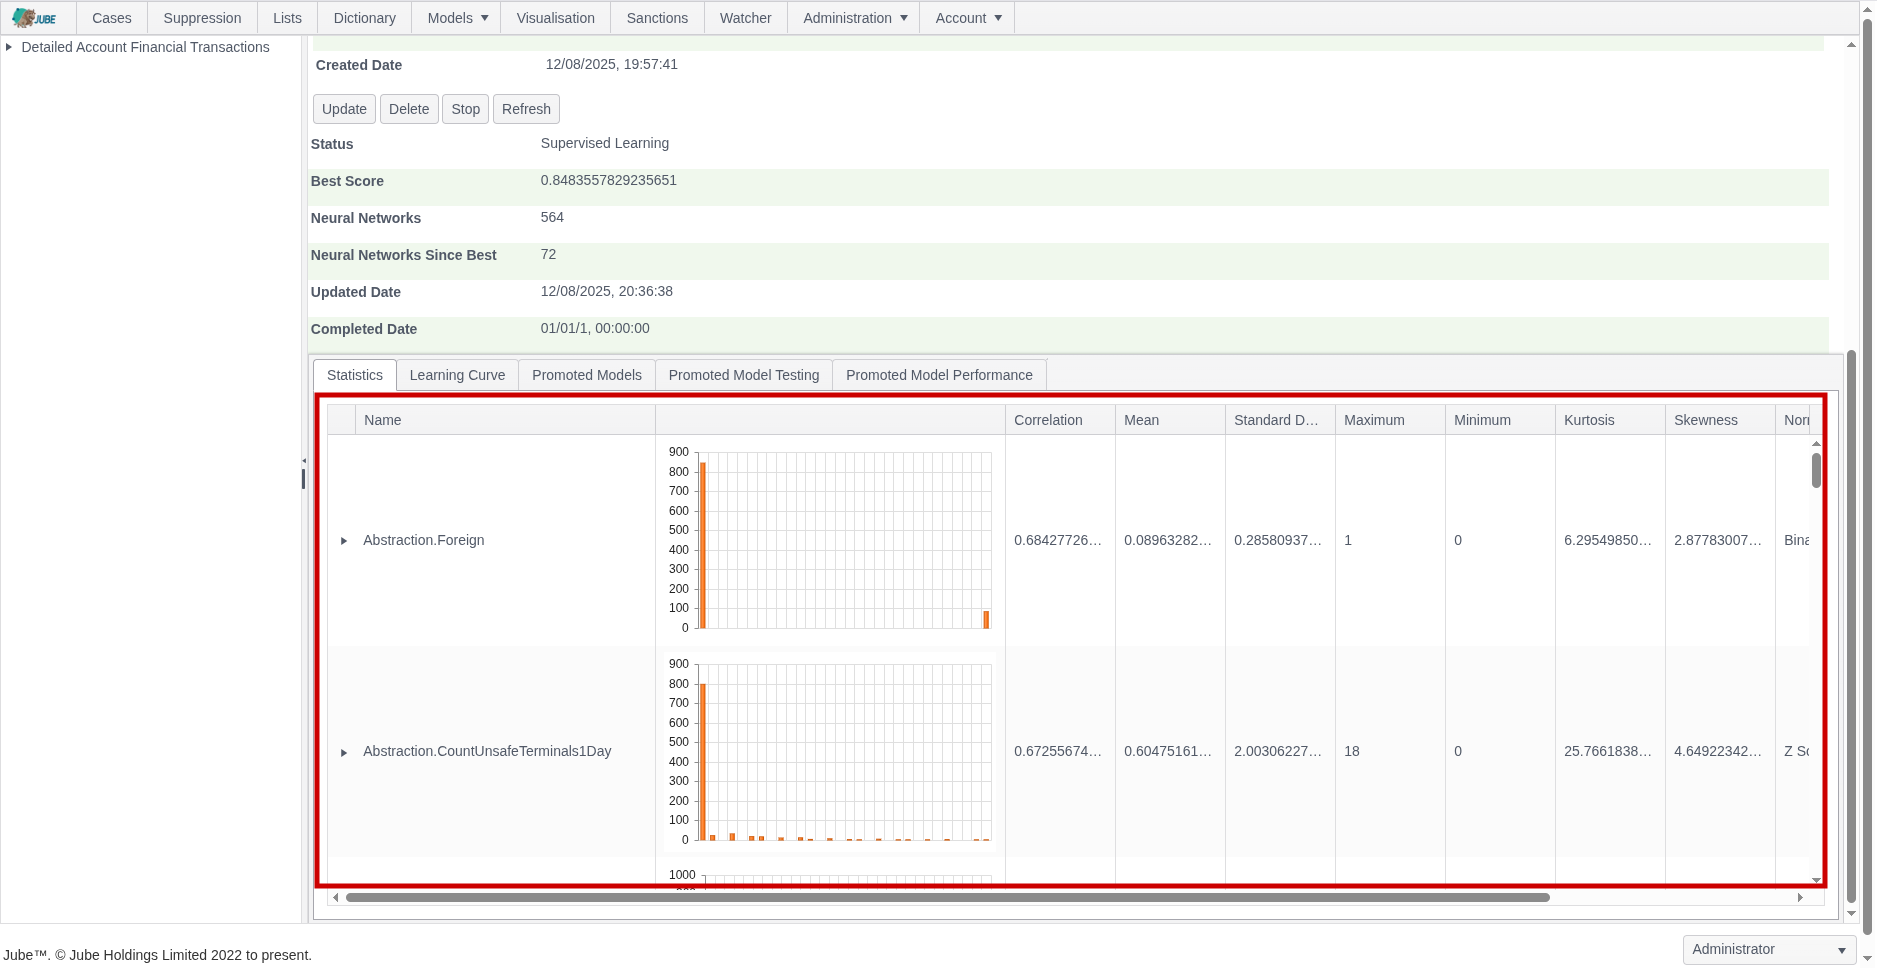 JUBE Cases Suppression Lists Dictionary Models Visualisation Sanctions Watcher Administration Account
Detailed Account Financial Transactions
Created Date 12/08/2025, 19:57:41
Update Delete Stop Refresh
Status Supervised Learning
Best Score 0.8483557829235651
Neural Networks 564
Neural Networks Since Best 72
Updated Date 12/08/2025, 20:36:38
Completed Date 01/01/1, 00:00:00
Statistics Learning Curve Promoted Models Promoted Model Testing Promoted Model Performance
Name Correlation Mean Standard D... Maximum Minimum Kurtosis Skewness
900
800
700
600
500
400
300
200
100
0
Abstraction.Foreign 0.68427726... 0.08963282... 0.28580937... 1 0 6.29549850... 2.87783007... Bina
900
800
700
600
500
400
300
200
100
0
Abstraction.CountUnsafeTerminals1Day 0.67255674... 0.60475161... 2.00306227... 18 0 25.7661838... 4.64922342... Z Sc
1000
Jube™. © Jube Holdings Limited 2022 to present.
Administrator